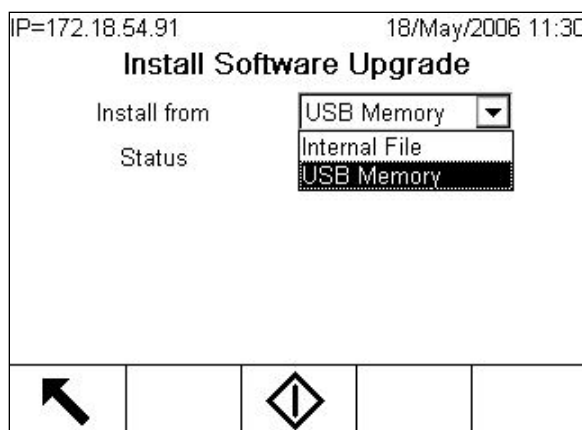 IP=172.18.54.91 18/May/2006 11:30
Install Software Upgrade
Install from USB Memory
Status Internal File
USB Memory